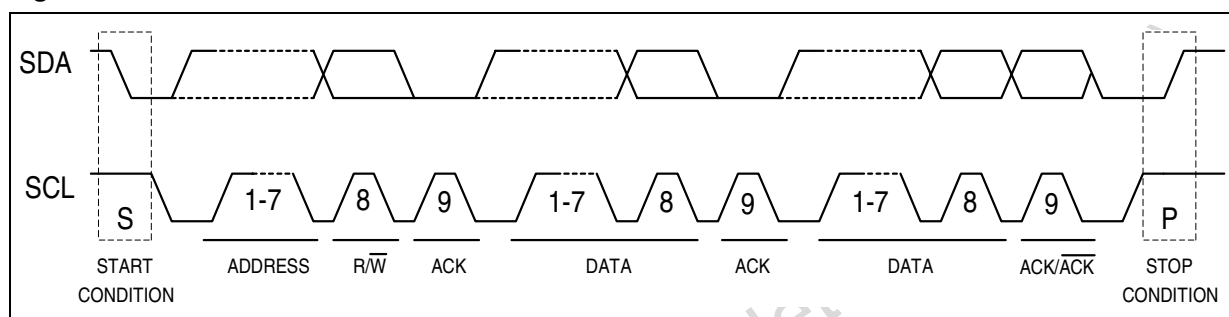 SDA
SCL
1-7
8
9
1-7
8
9
1-7
8
9
S
P
START
CONDITION
ADDRESS
R/W̅
ACK
DATA
ACK
DATA
ACK/A̅C̅K̅
STOP
CONDITION